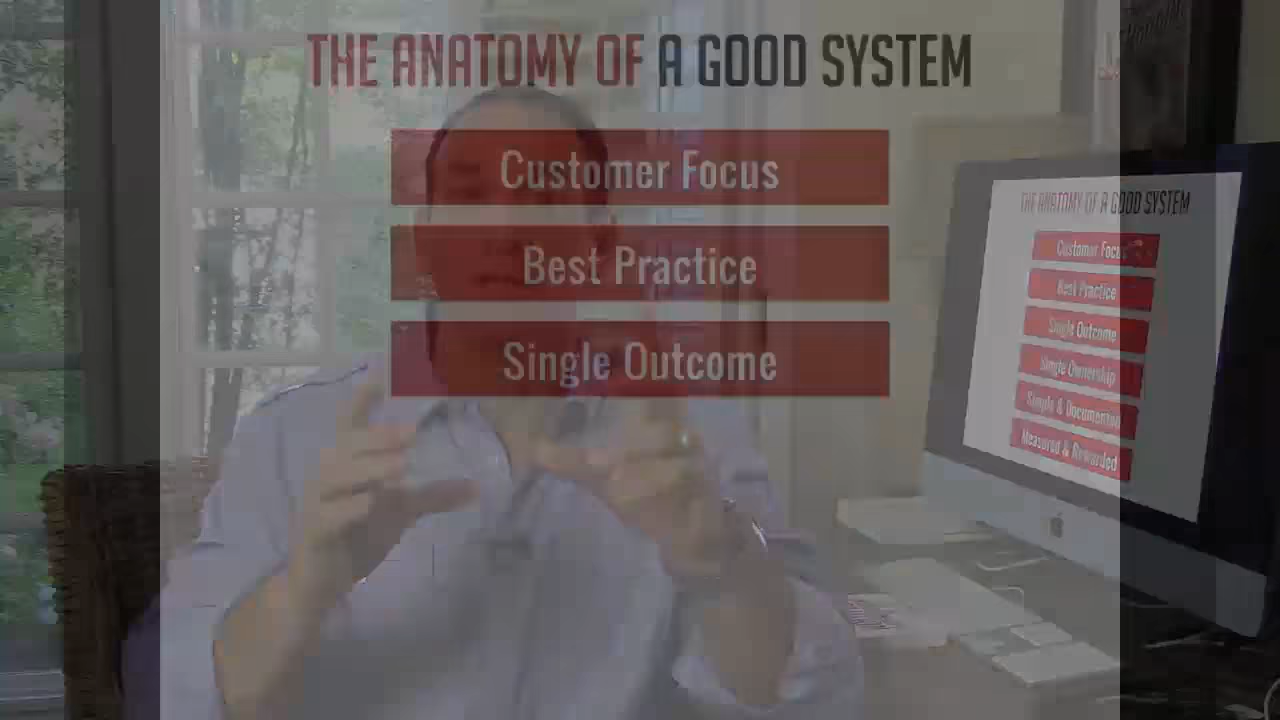 THE ANATOMY OF A GOOD SYSTEM
Customer Focus
Best Practice
Single Outcome
THE ANATOMY OF A GOOD SYSTEM
Customer Focus
Best Practice
Single Outcome
Single Ownership
Simple & Documented
Measured & Rewarded